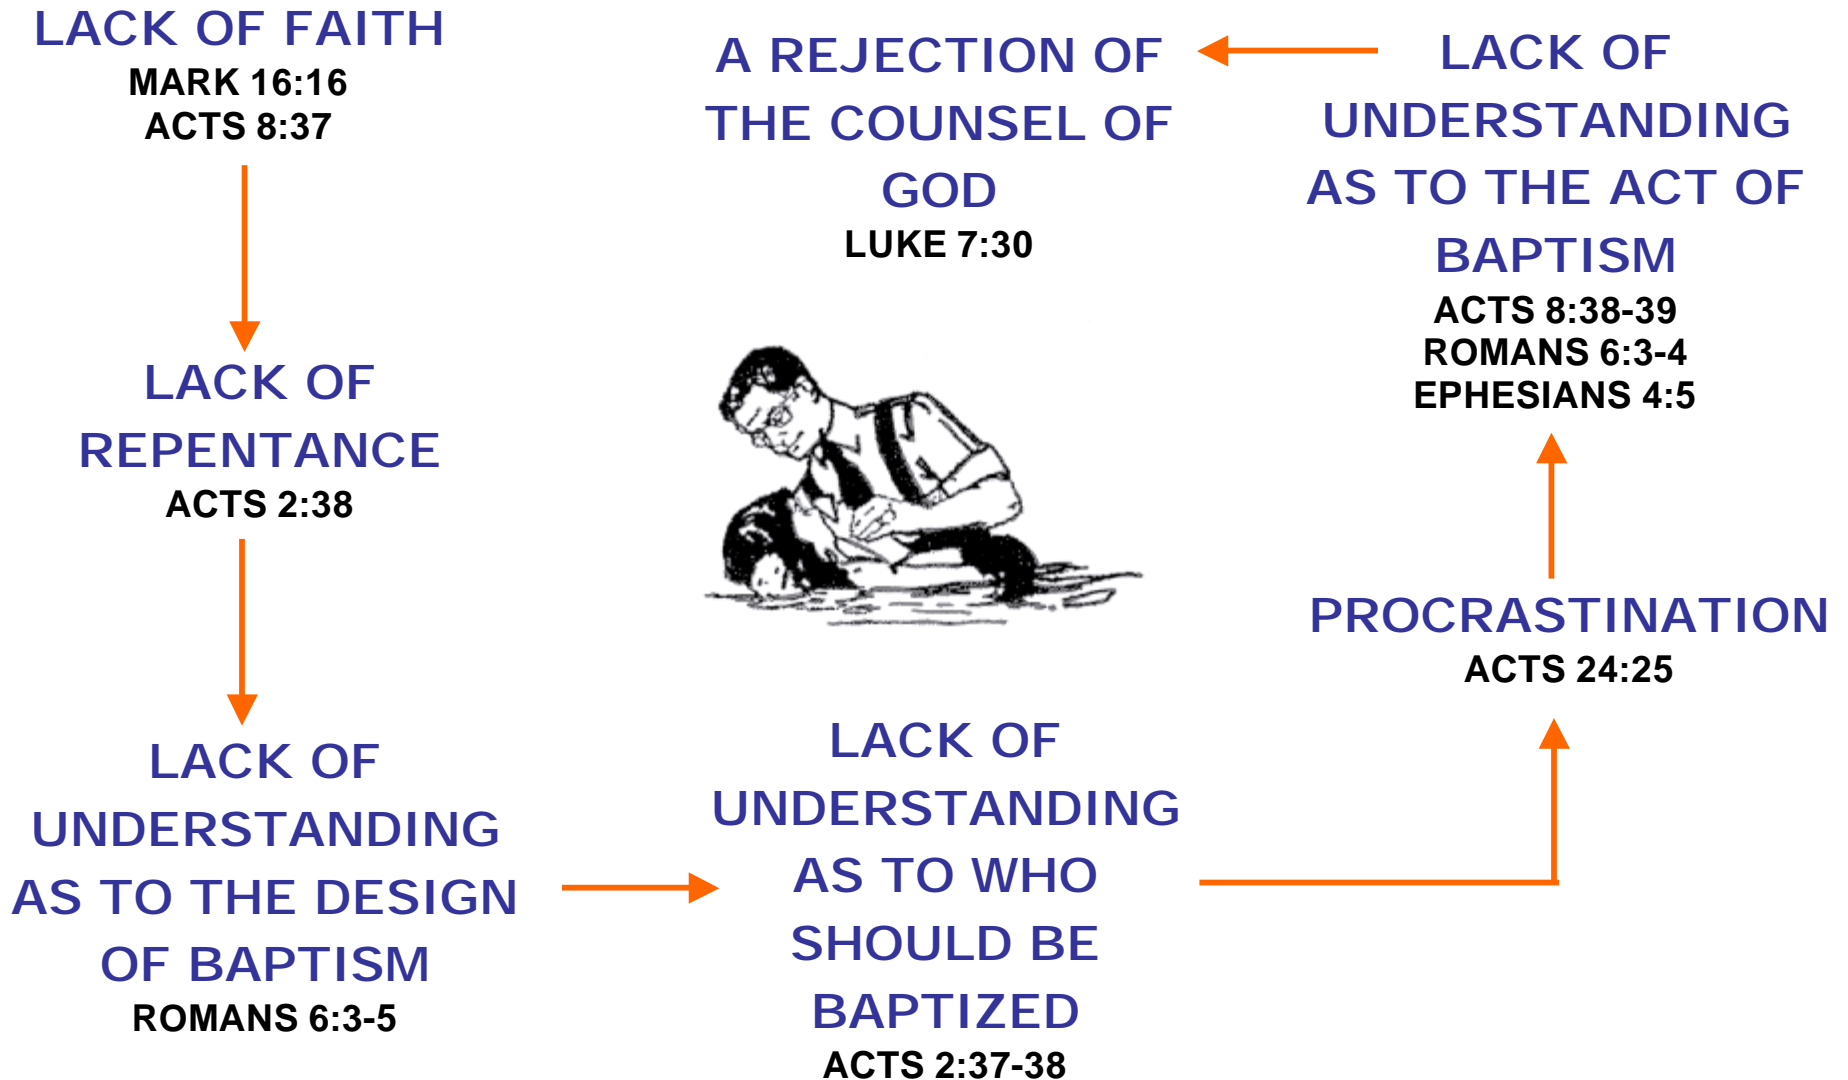 LACK OF FAITH
MARK 16:16
ACTS 8:37
LACK OF
REPENTANCE
ACTS 2:38
LACK OF
UNDERSTANDING
AS TO THE DESIGN
OF BAPTISM
ROMANS 6:3-5
LACK OF
UNDERSTANDING
AS TO WHO
SHOULD BE
BAPTIZED
ACTS 2:37-38
PROCRASTINATION
ACTS 24:25
LACK OF
UNDERSTANDING
AS TO THE ACT OF
BAPTISM
ACTS 8:38-39
ROMANS 6:3-4
EPHESIANS 4:5
A REJECTION OF
THE COUNSEL OF
GOD
LUKE 7:30